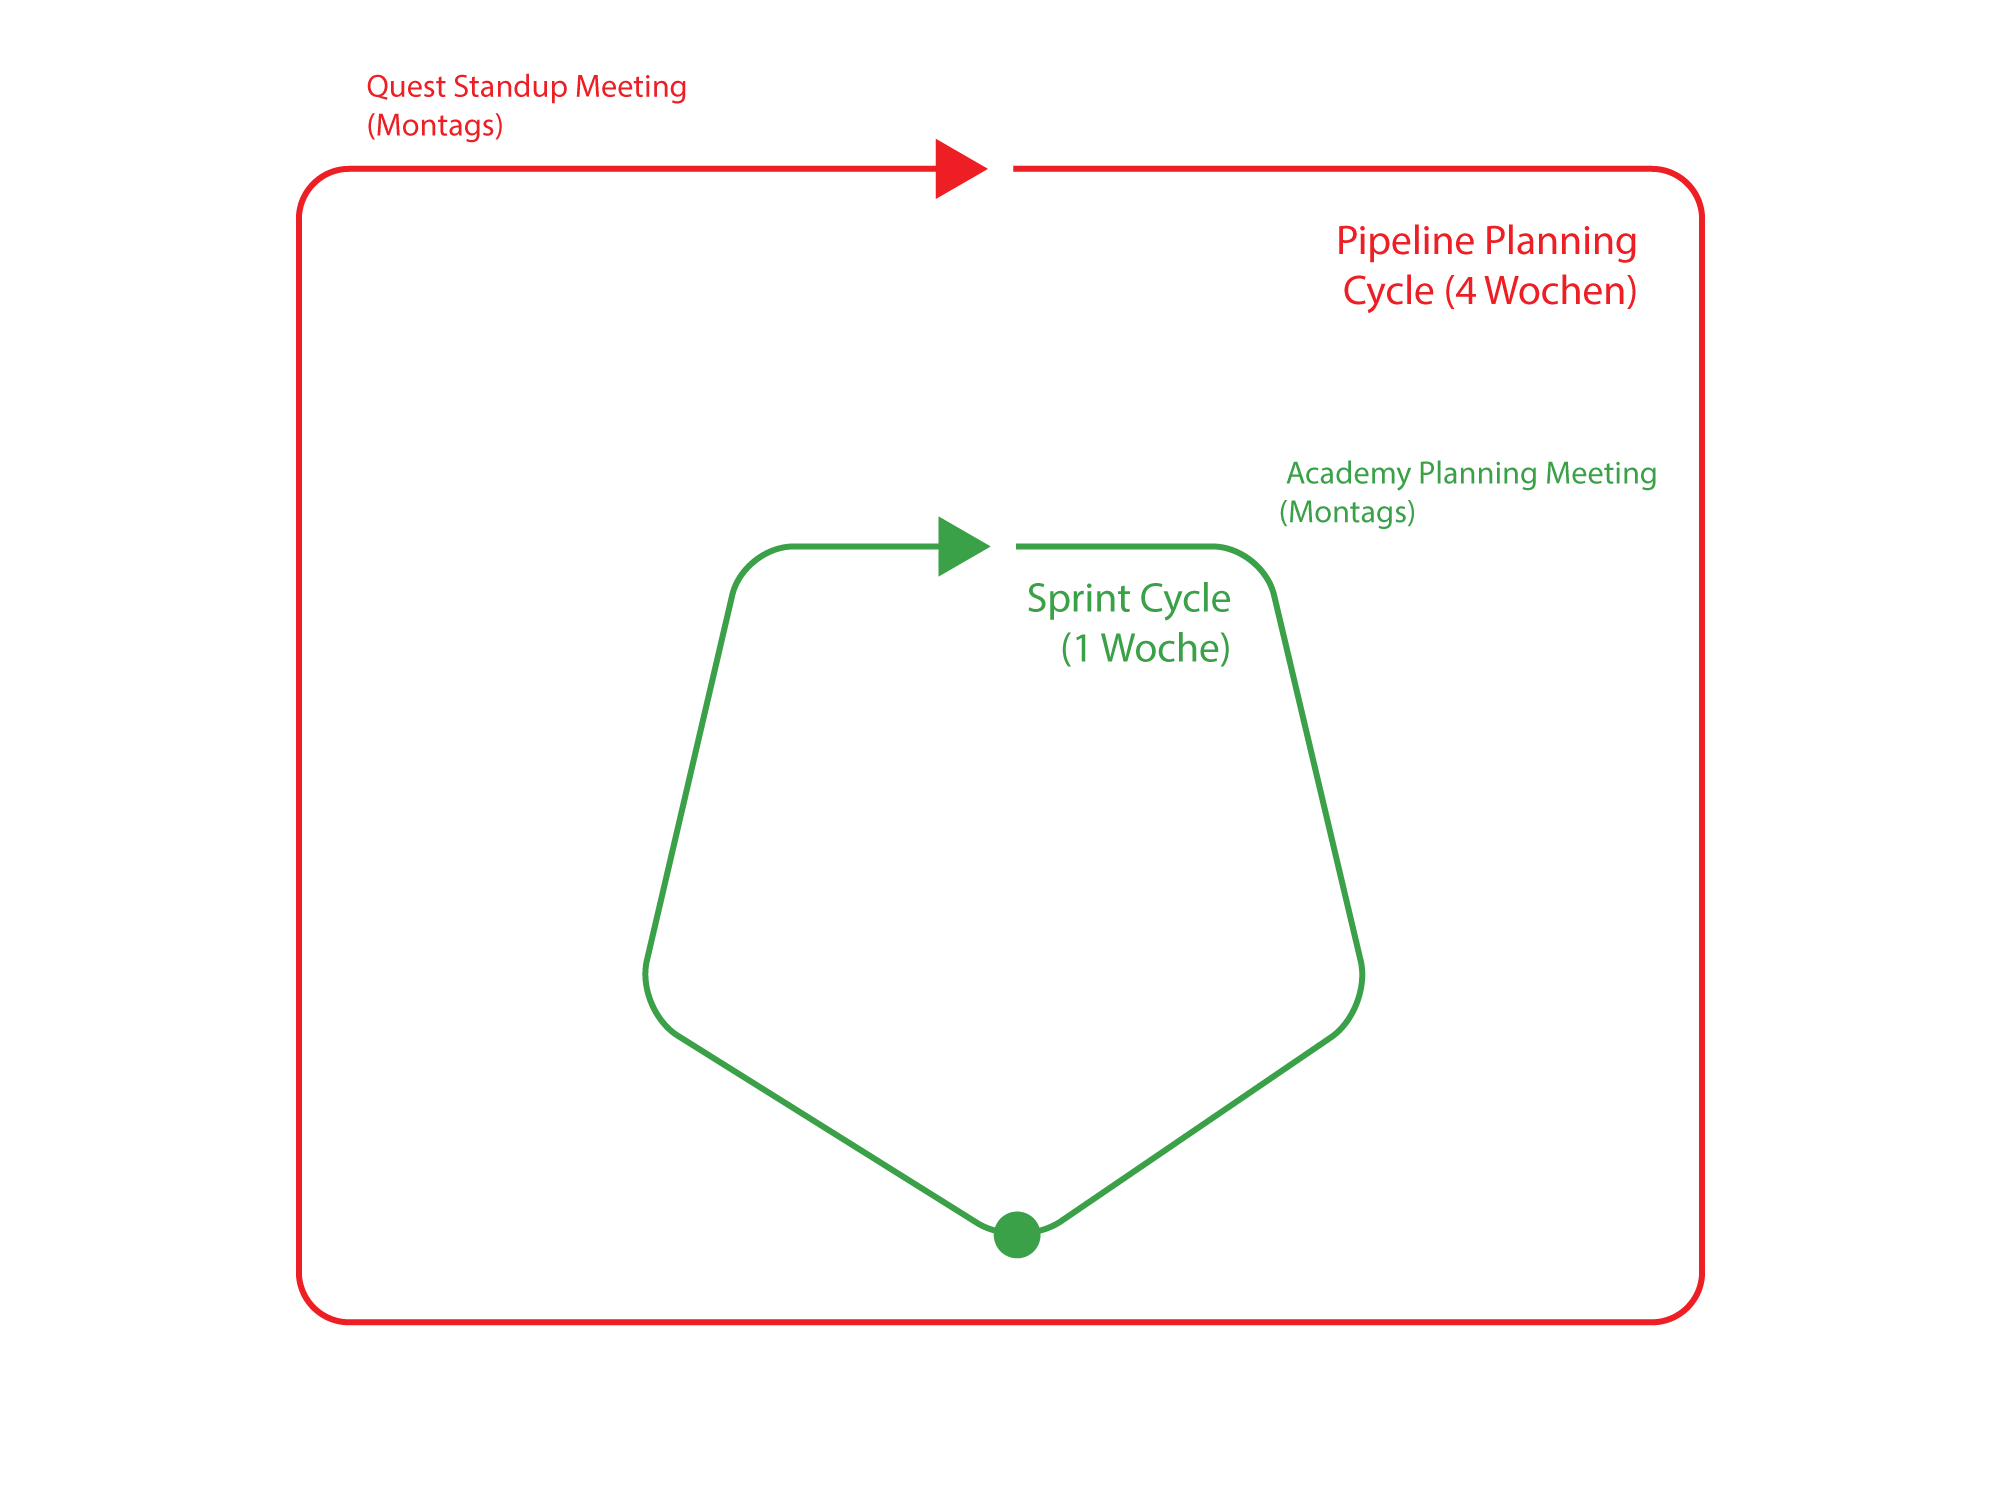 Quest Standup Meeting
(Montags)
Pipeline Planning
Cycle (4 Wochen)
Academy Planning Meeting
(Montags)
Sprint Cycle
(1 Woche)